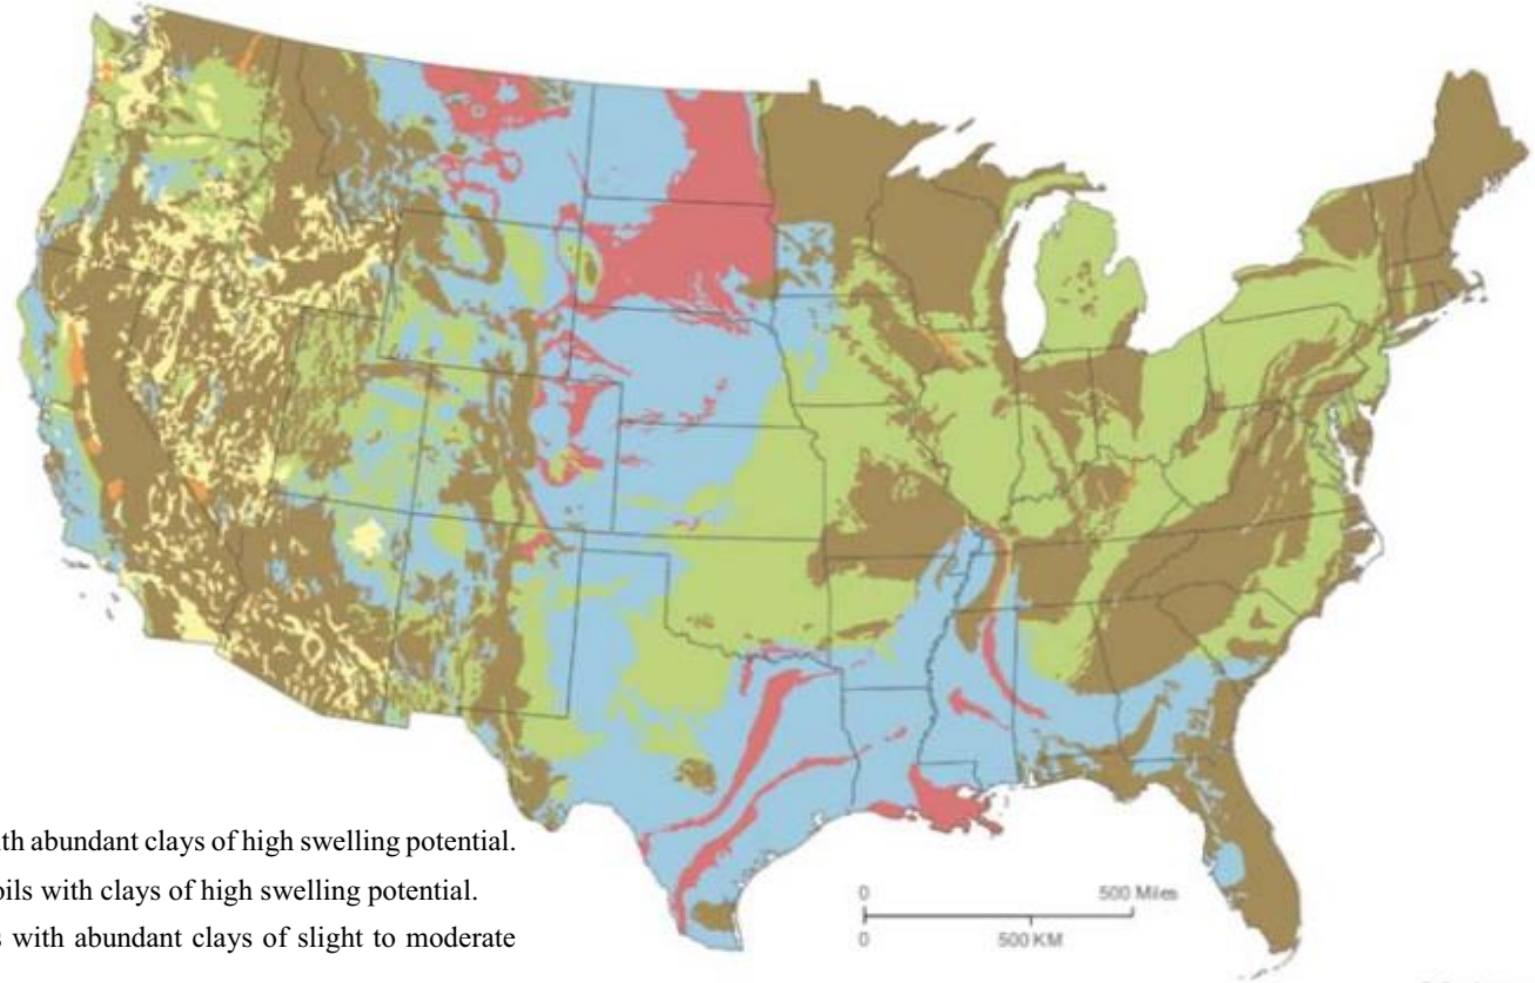 th abundant clays of high swelling potential.
oils with clays of high swelling potential.
s with abundant clays of slight to moderate
0 500 Miles
0 500 KM